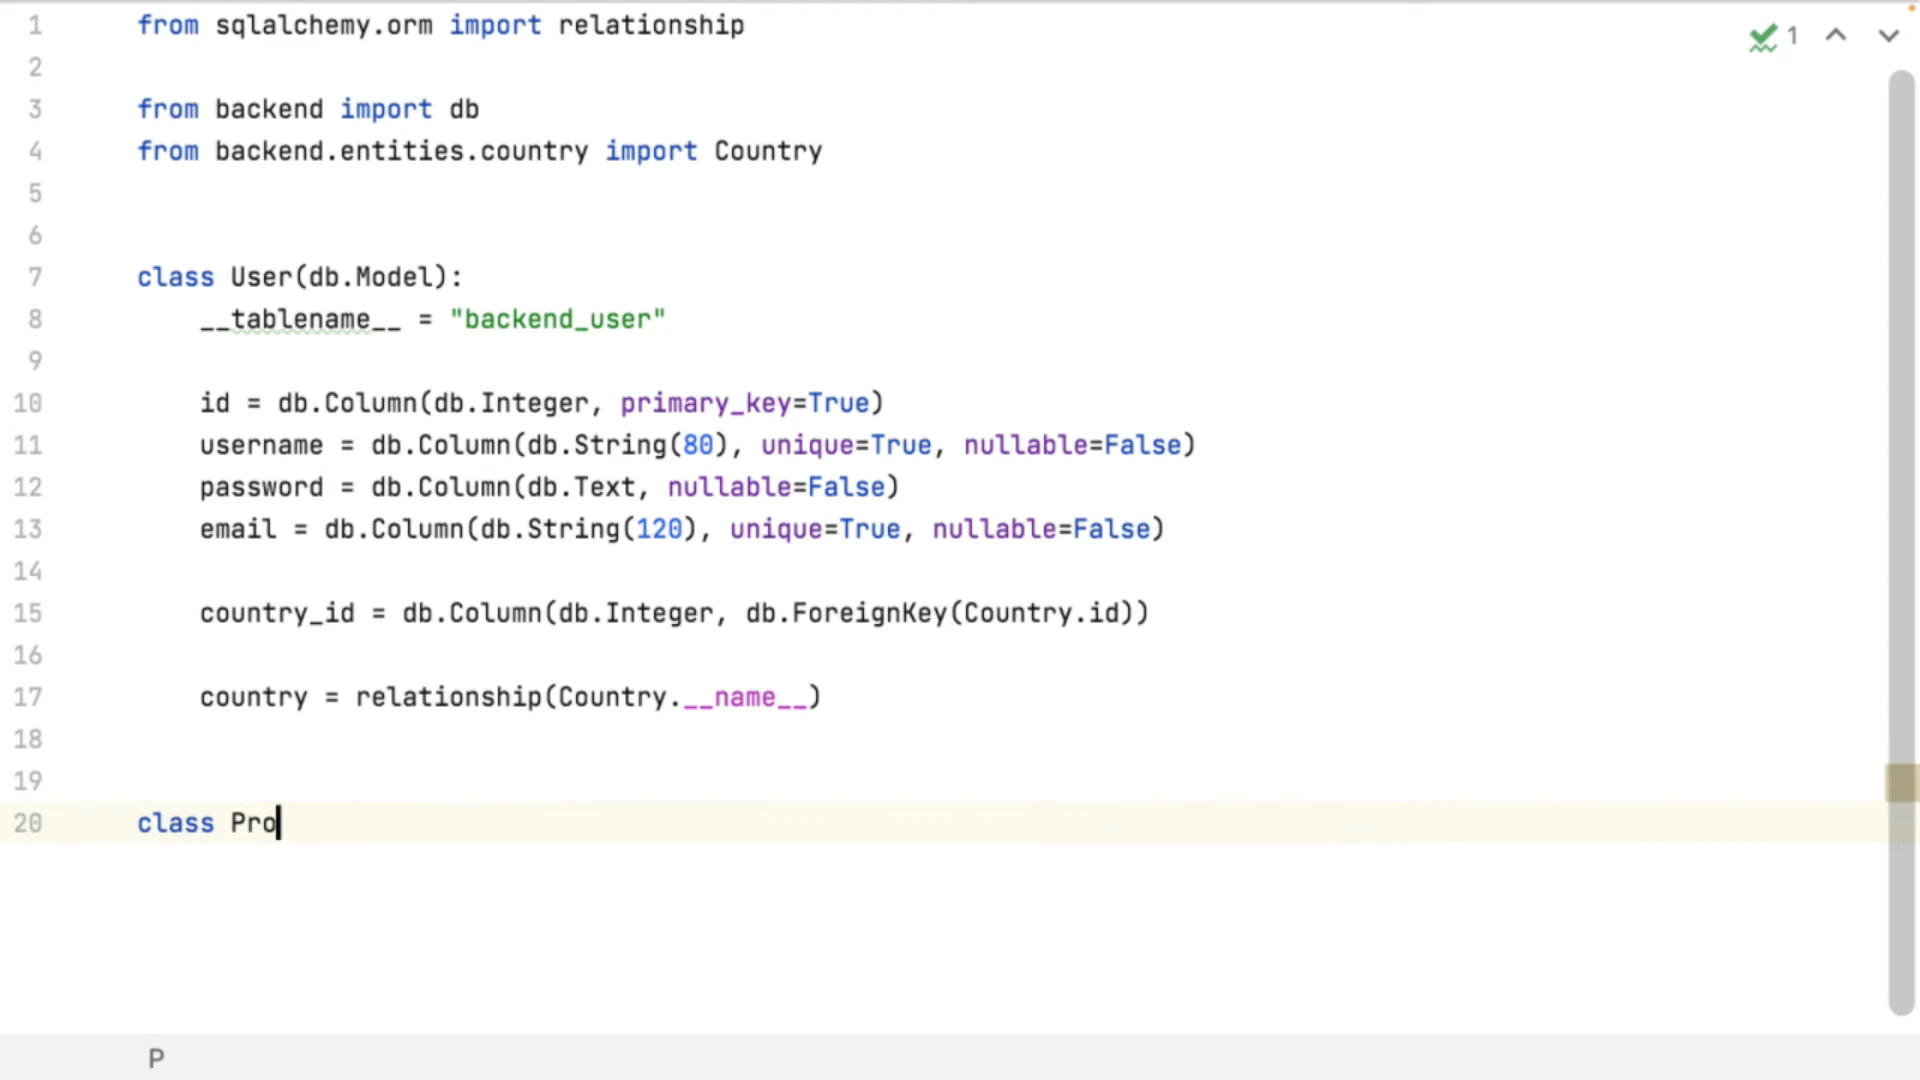 1 from sqlalchemy.orm import relationship
2
3 from backend import db
4 from backend.entities.country import Country
5
6
7 class User(db.Model):
8 __tablename__ = "backend_user"
9
10 id = db.Column(db.Integer, primary_key=True)
11 username = db.Column(db.String(80), unique=True, nullable=False)
12 password = db.Column(db.Text, nullable=False)
13 email = db.Column(db.String(120), unique=True, nullable=False)
14
15 country_id = db.Column(db.Integer, db.ForeignKey(Country.id))
16
17 country = relationship(Country.__name__)
18
19
20 class Pro
1
P